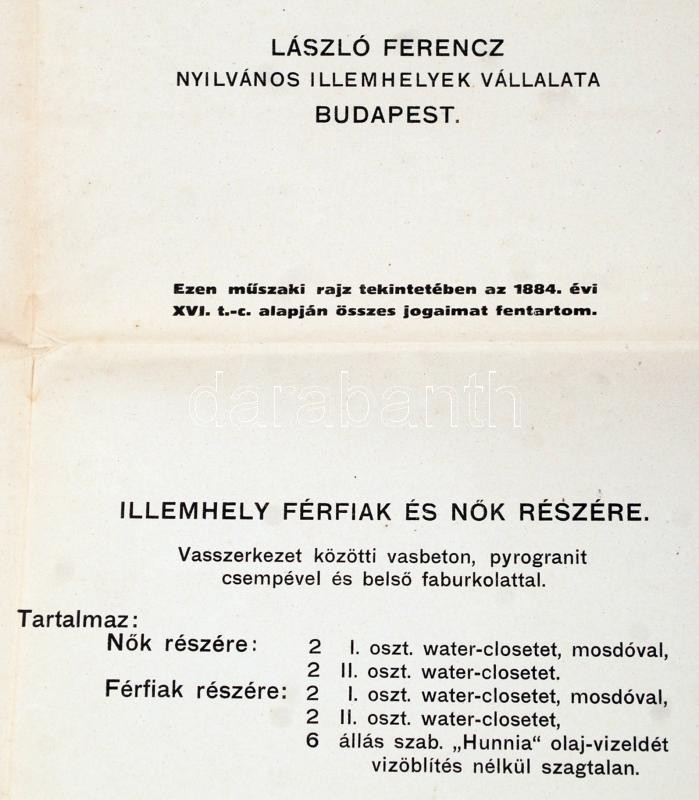 LÁSZLÓ FERENCZ
NYILVÁNOS ILLEMHELYEK VÁLLALATA
BUDAPEST.
Ezen műszaki rajz tekintetében az 1884. évi
XVI. t.-c. alapján összes jogaimat fentartom.
darabanth
ILLEMHELY FÉRFIAK ÉS NŐK RÉSZÉRE.
Vasszerkezet közötti vasbeton, pyrogranit
csempével és belső faburkolattal.
Tartalmaz:
Nők részére: 2 I. oszt. water-closetet, mosdóval,
2 II. oszt. water-closetet.
Férfiak részére: 2 I. oszt. water-closetet, mosdóval,
2 II. oszt. water-closetet,
6 állás szab. „Hunnia“ olaj-vizeldét
vizöblítés nélkül szagtalan.